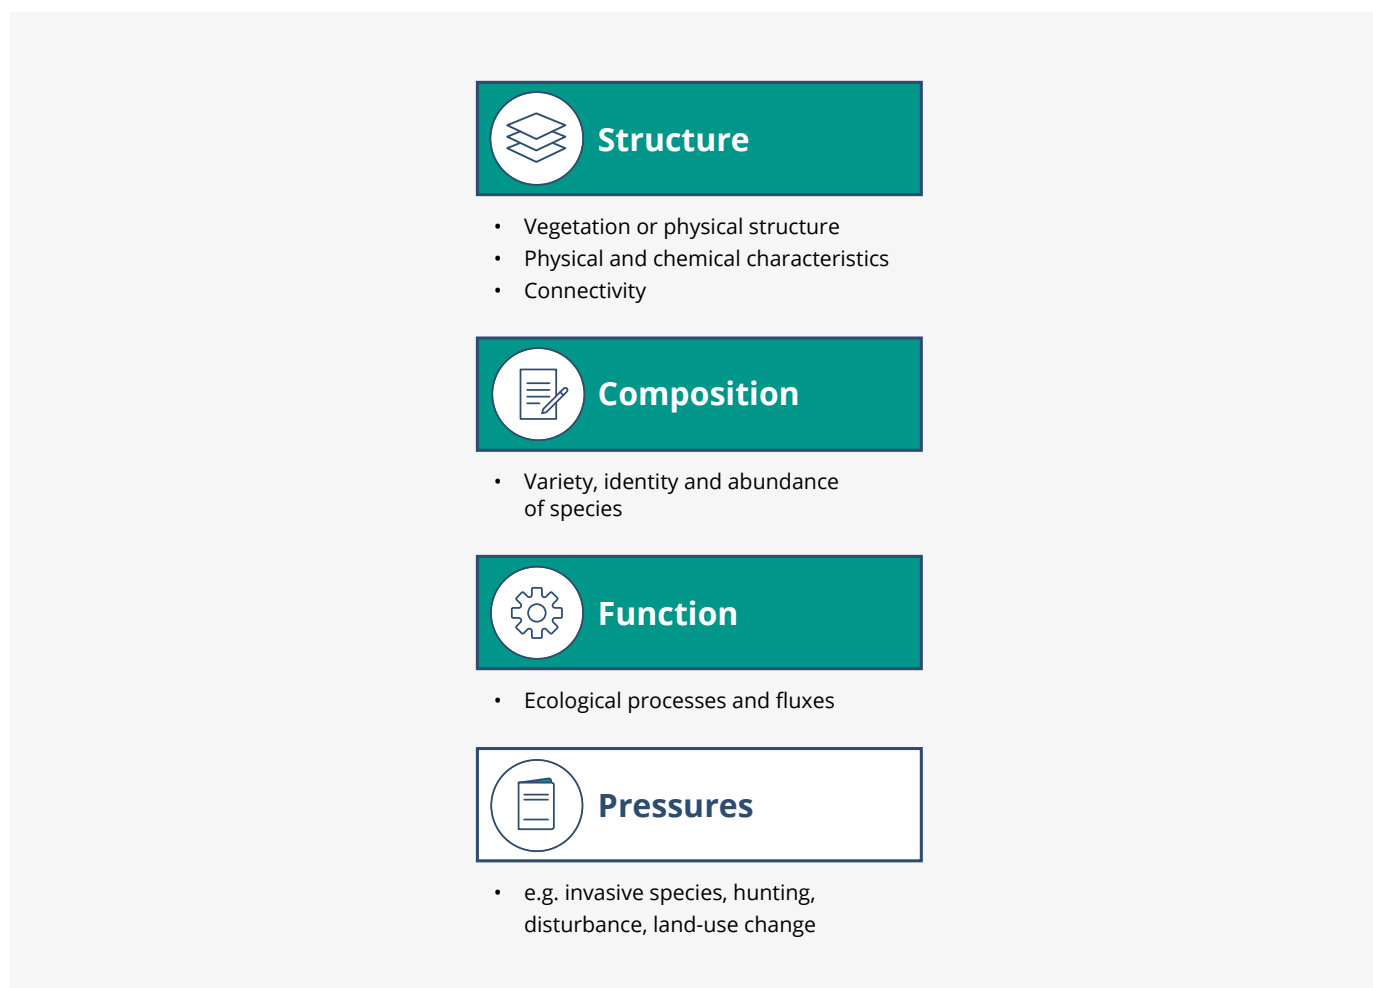 Structure
• Vegetation or physical structure
• Physical and chemical characteristics
• Connectivity
Composition
• Variety, identity and abundance
of species
Function
• Ecological processes and fluxes
Pressures
• e.g. invasive species, hunting,
disturbance, land-use change